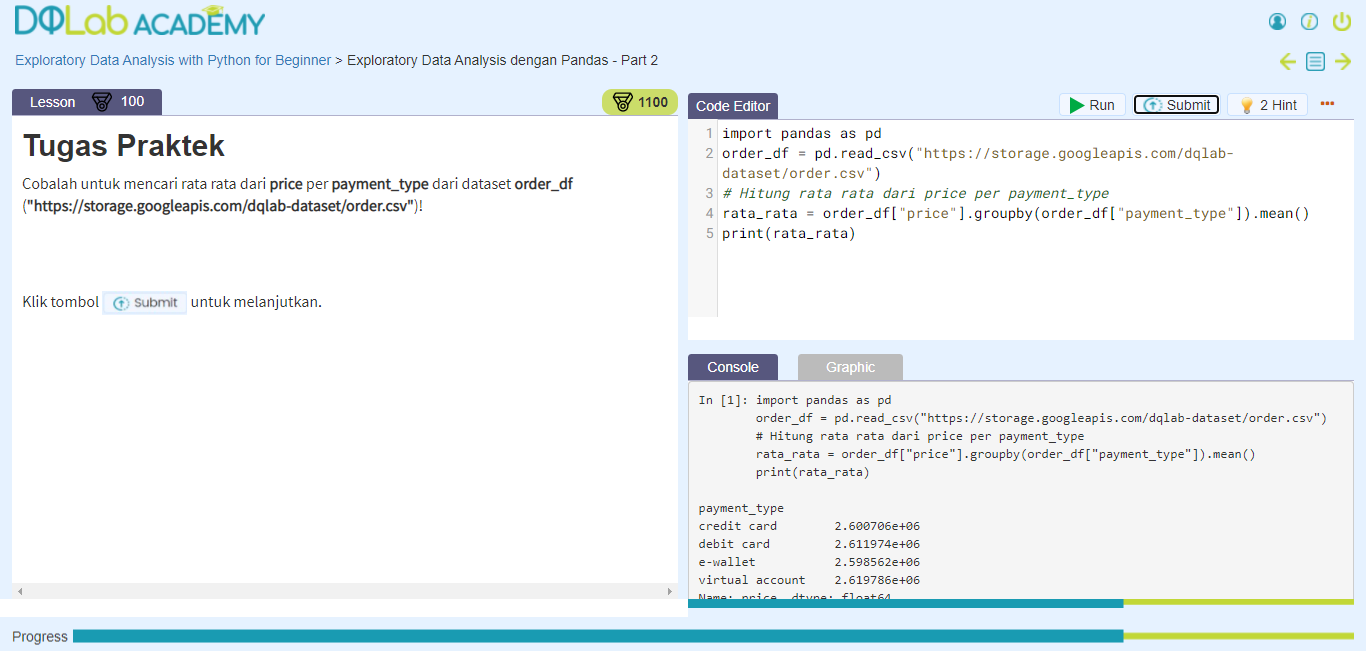 DQLab ACADEMY
Exploratory Data Analysis with Python for Beginner > Exploratory Data Analysis dengan Pandas - Part 2
Lesson 100
1100
Tugas Praktek
Cobalah untuk mencari rata rata dari price per payment_type dari dataset order_df
("https://storage.googleapis.com/dqlab-dataset/order.csv")!
Klik tombol Submit untuk melanjutkan.
Code Editor
Run
Submit
2 Hint
1 import pandas as pd
2 order_df = pd.read_csv("https://storage.googleapis.com/dqlab-
dataset/order.csv")
3 # Hitung rata rata dari price per payment_type
4 rata_rata = order_df["price"].groupby(order_df["payment_type"]).mean()
5 print(rata_rata)
Console
Graphic
In [1]: import pandas as pd
order_df = pd.read_csv("https://storage.googleapis.com/dqlab-dataset/order.csv")
# Hitung rata rata dari price per payment_type
rata_rata = order_df["price"].groupby(order_df["payment_type"]).mean()
print(rata_rata)
payment_type
credit card 2.600706e+06
debit card 2.611974e+06
e-wallet 2.598562e+06
virtual account 2.619786e+06
Name: price, dtype: float64
Progress